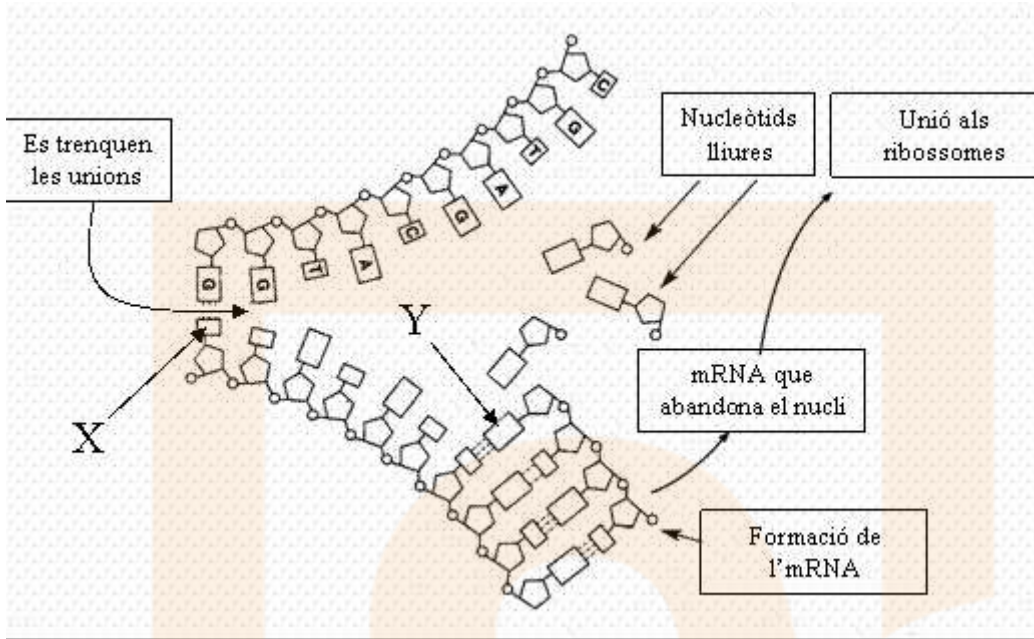 Es trenquen
les unions
Nucleòtids
lliures
Unió als
ribossomes
C
G
T
A
G
C
A
T
G
G
Y
X
mRNA que
abandona el nucli
Formació de
l'mRNA